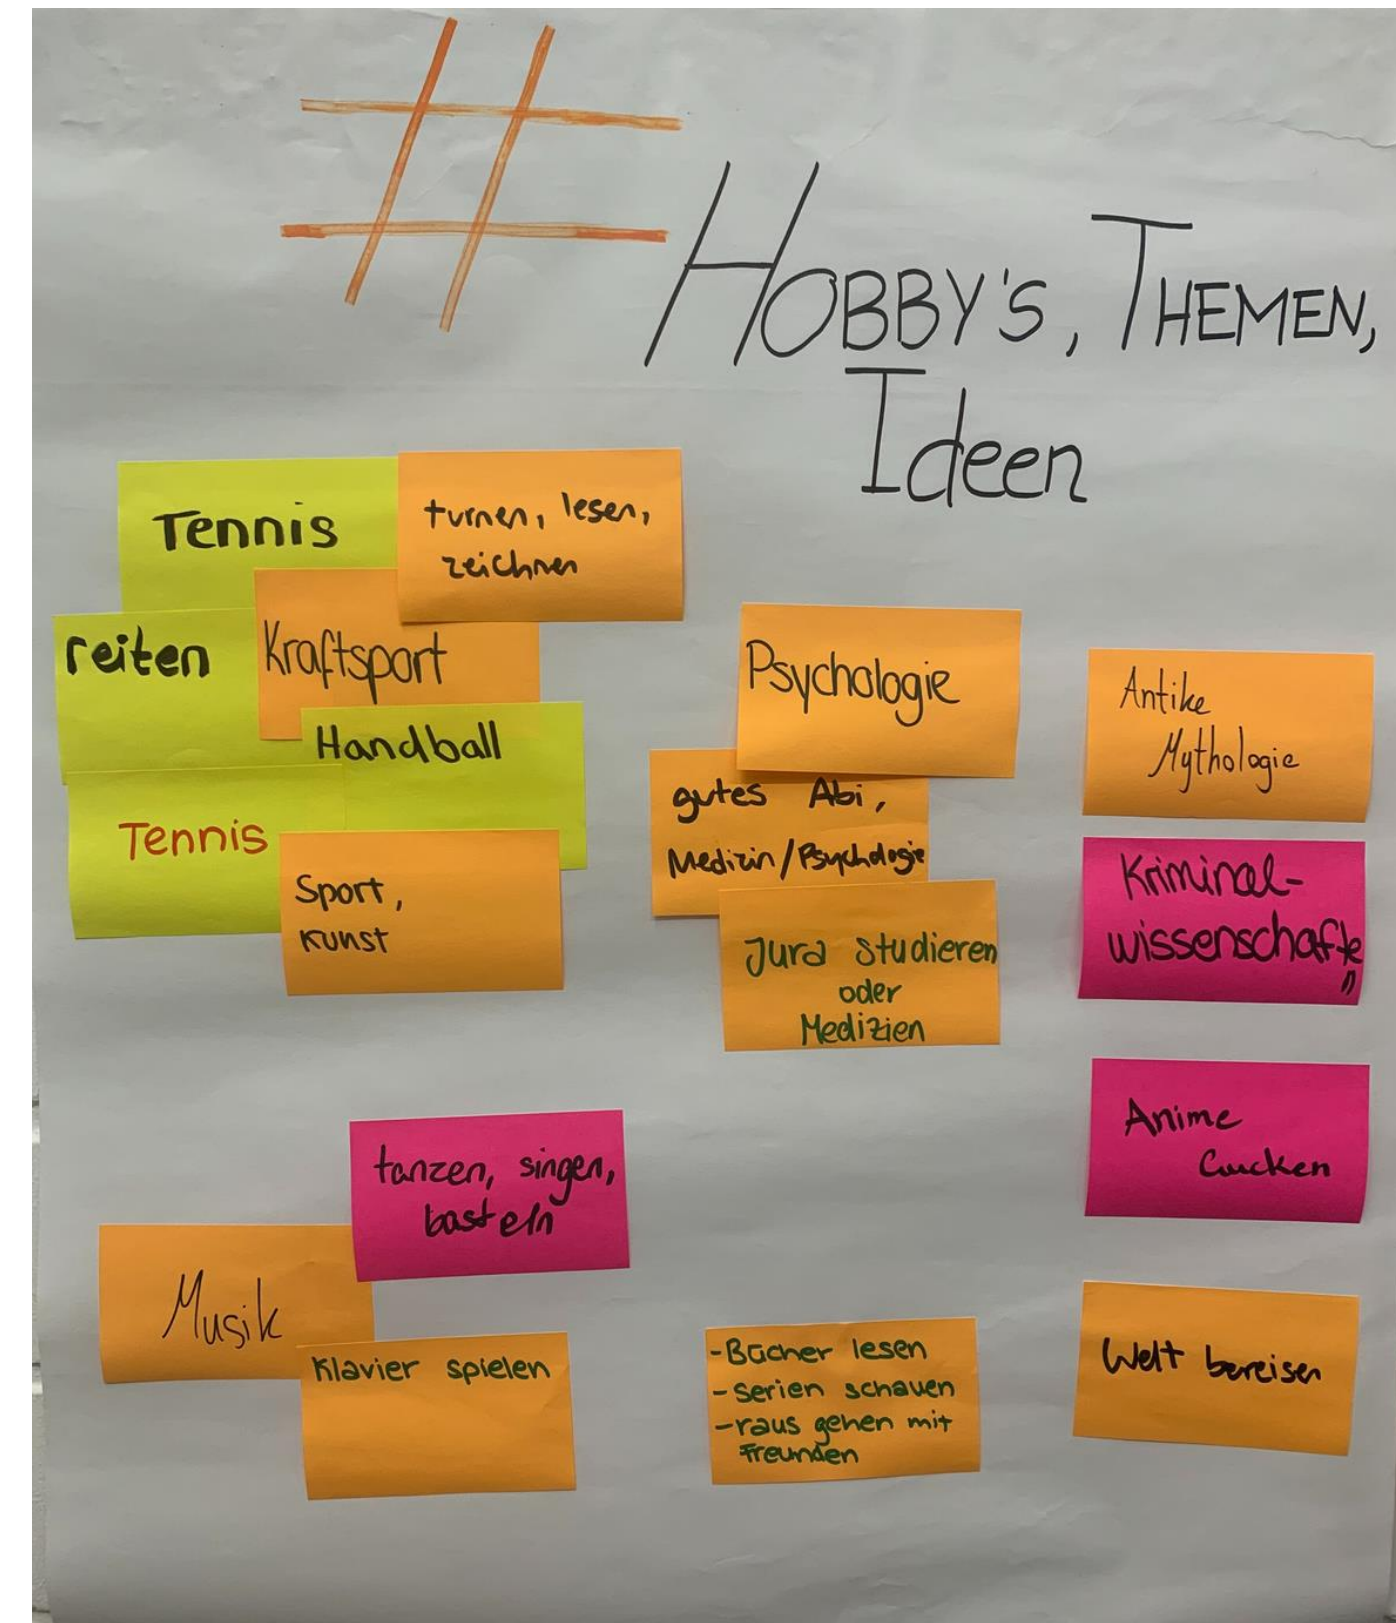 #
HOBBY'S, THEMEN,
Ideen
Tennis
turnen, lesen,
zeichnen
reiten
Kraftsport
Handball
Tennis
Sport,
Kunst
Psychologie
gutes Abi,
Medizin/Psychologie
Jura studieren
oder
Medizien
Antike
Mythologie
Kriminal-
wissenschafte
n
Anime
Gucken
tanzen, singen,
basteln
Musik
Klavier spielen
-Bücher lesen
-serien schauen
-raus gehen mit
Freunden
Welt bereisen